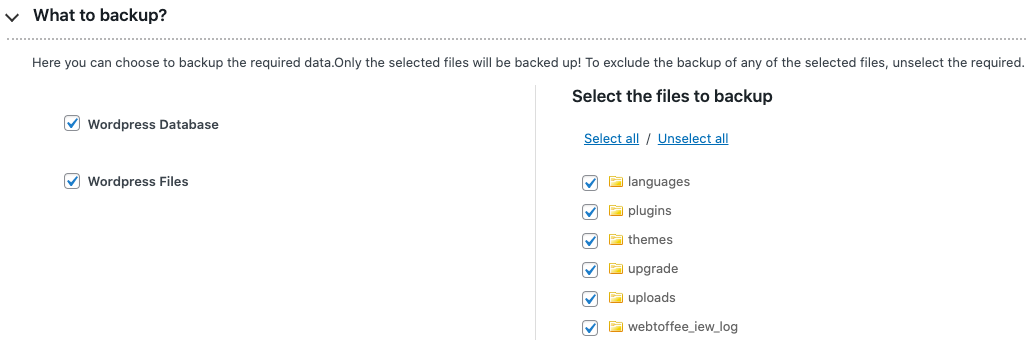 What to backup?
Here you can choose to backup the required data.Only the selected files will be backed up! To exclude the backup of any of the selected files, unselect the required.
Wordpress Database
Wordpress Files
Select the files to backup
Select all / Unselect all
languages
plugins
themes
upgrade
uploads
webtoffee_iew_log